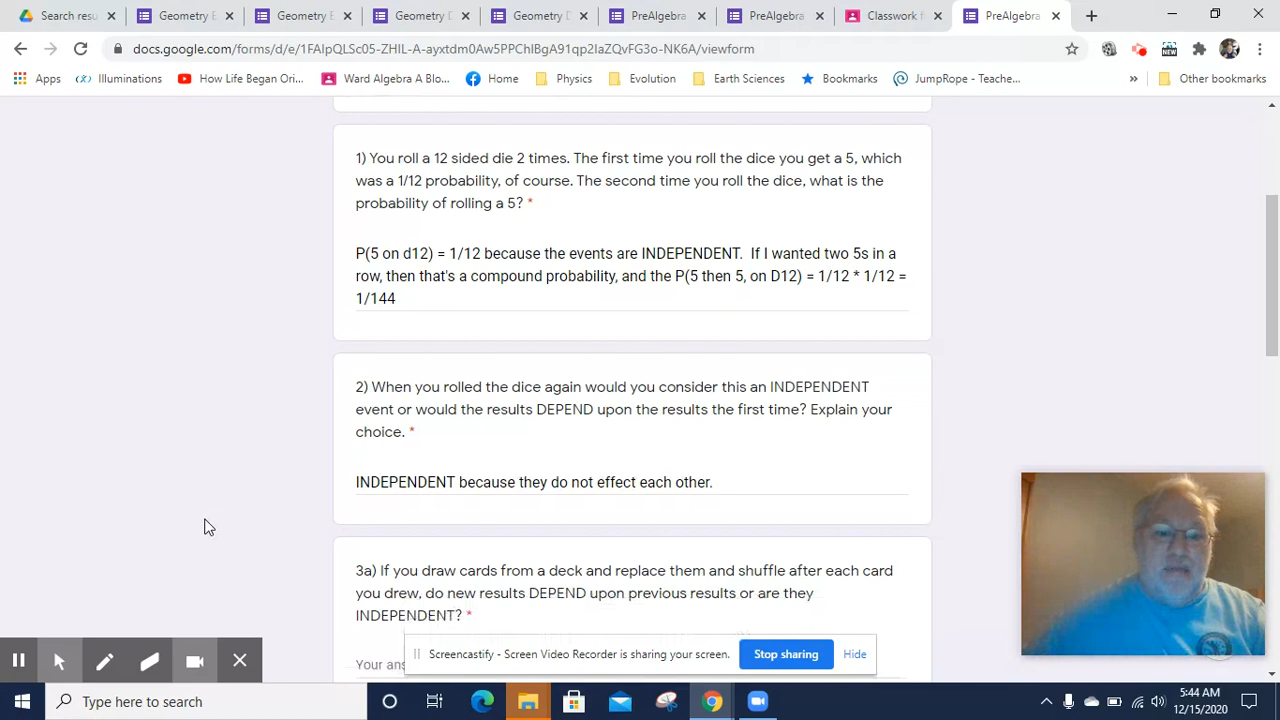 Search resu
Geometry E
Geometry E
Geometry D
Geometry D
PreAlgebra
PreAlgebra
Classwork f
PreAlgebra
docs.google.com/forms/d/e/1FAIpQLSc05-ZHIL-A-ayxtdm0Aw5PPChIBgA91qp2IaZQvFG3o-NK6A/viewform
Apps
Illuminations
How Life Began Ori...
Ward Algebra A Blo...
Home
Physics
Evolution
Earth Sciences
Bookmarks
JumpRope - Teache...
»
Other bookmarks
1) You roll a 12 sided die 2 times. The first time you roll the dice you get a 5, which
was a 1/12 probability, of course. The second time you roll the dice, what is the
probability of rolling a 5? *
P(5 on d12) = 1/12 because the events are INDEPENDENT. If I wanted two 5s in a
row, then that's a compound probability, and the P(5 then 5, on D12) = 1/12 * 1/12 =
1/144
2) When you rolled the dice again would you consider this an INDEPENDENT
event or would the results DEPEND upon the results the first time? Explain your
choice. *
INDEPENDENT because they do not effect each other.
3a) If you draw cards from a deck and replace them and shuffle after each card
you drew, do new results DEPEND upon previous results or are they
INDEPENDENT? *
Your ans
Screencastify - Screen Video Recorder is sharing your screen.
Stop sharing
Hide
Type here to search
5:44 AM
12/15/2020